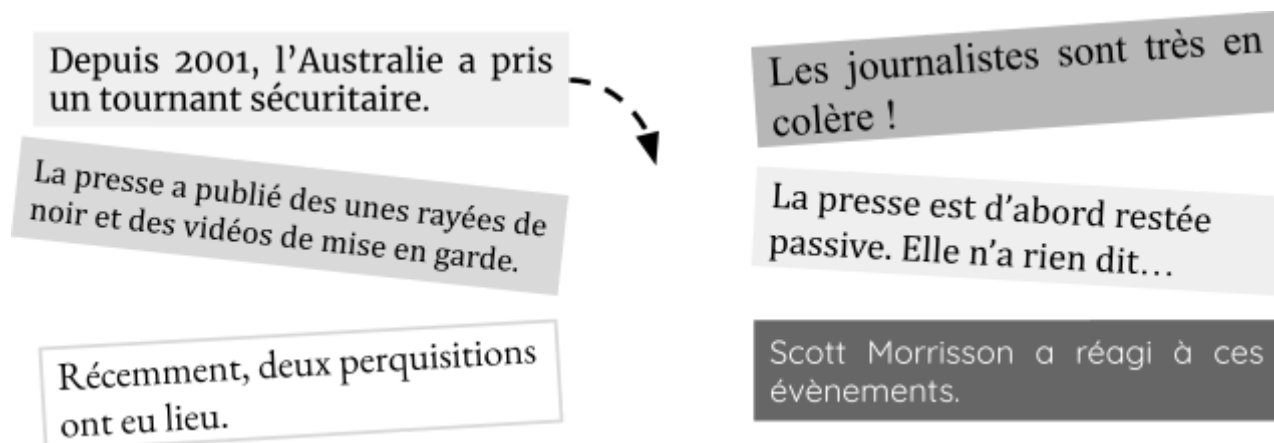 Depuis 2001, l’Australie a pris
un tournant sécuritaire.
La presse a publié des unes rayées de
noir et des vidéos de mise en garde.
Récemment, deux perquisitions
ont eu lieu.
Les journalistes sont très en
colère !
La presse est d’abord restée
passive. Elle n’a rien dit…
Scott Morrisson a réagi à ces
évènements.